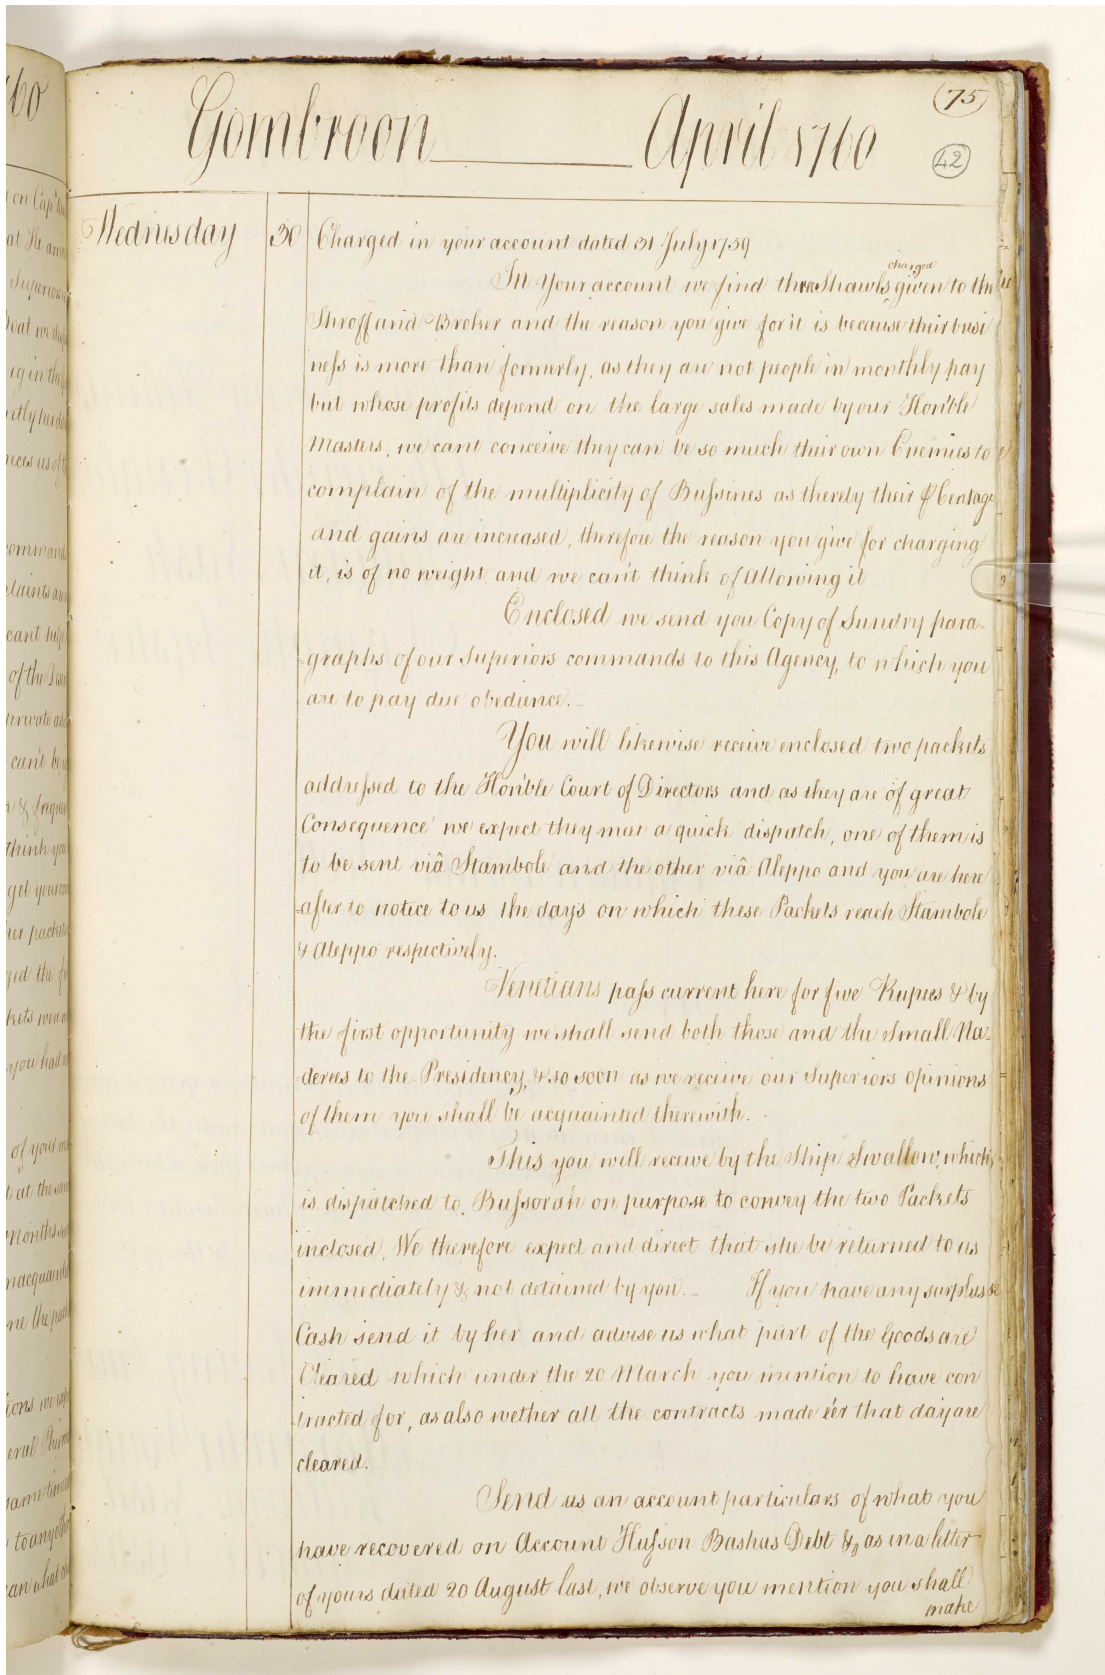 75
Gombroon April 1760
42
Wednesday 30 Charged in your account dated 31 July 1759
charged
In Your account we find three Shawls given to the
Shroff and Broker and the reason you give for it is because their busi
ness is more than formerly, as they are not people in monthly pay
but whose profits depend on the large sales made by our Hon'ble
Masters, we cant conceive they can be so much their own Enemies to
complain of the multiplicity of Bussines as thereby their ⅌ Centage
and gains are increased, therefore the reason you give for charging
it, is of no weight and we can't think of Allowing it
Enclosed we send you Copy of Sundry para-
-graphs of our Superiors commands to this Agency, to which you
are to pay due obedience.-
You will likewise receive enclosed two packets
addressed to the Hon'ble Court of Directors and as they are of great
Consequence we expect they meet a quick dispatch, one of them is
to be sent viâ Stambole and the other viâ Aleppo and you are here
-after to notice to us the days on which these Packets reach Stambole
& Aleppo respectively.
Venetians pass current here for five Rupees & by
the first opportunity we shall send both those and the Small Na-
-derees to the Presidency, & so soon as we receive our Superiors Opinions
of them you shall be acquainted therewith.-
This you will receive by the Ship Swallow, which
is dispatched to Bussorah on purpose to convey the two Packets
inclosed, We therefore expect and direct that she be returned to us
immediately & not detained by you.- If you have any surplusse
Cash send it by her and advise us what part of the Goods are
Cleared which under the 20 March you mention to have con
tracted for, as also wether all the contracts made e'er that day are
cleared.
Send us an account particulars of what you
have recovered on Account Husson Bashas Debt &ca as in a letter
of yours dated 20 August last, we observe you mention you shall
make